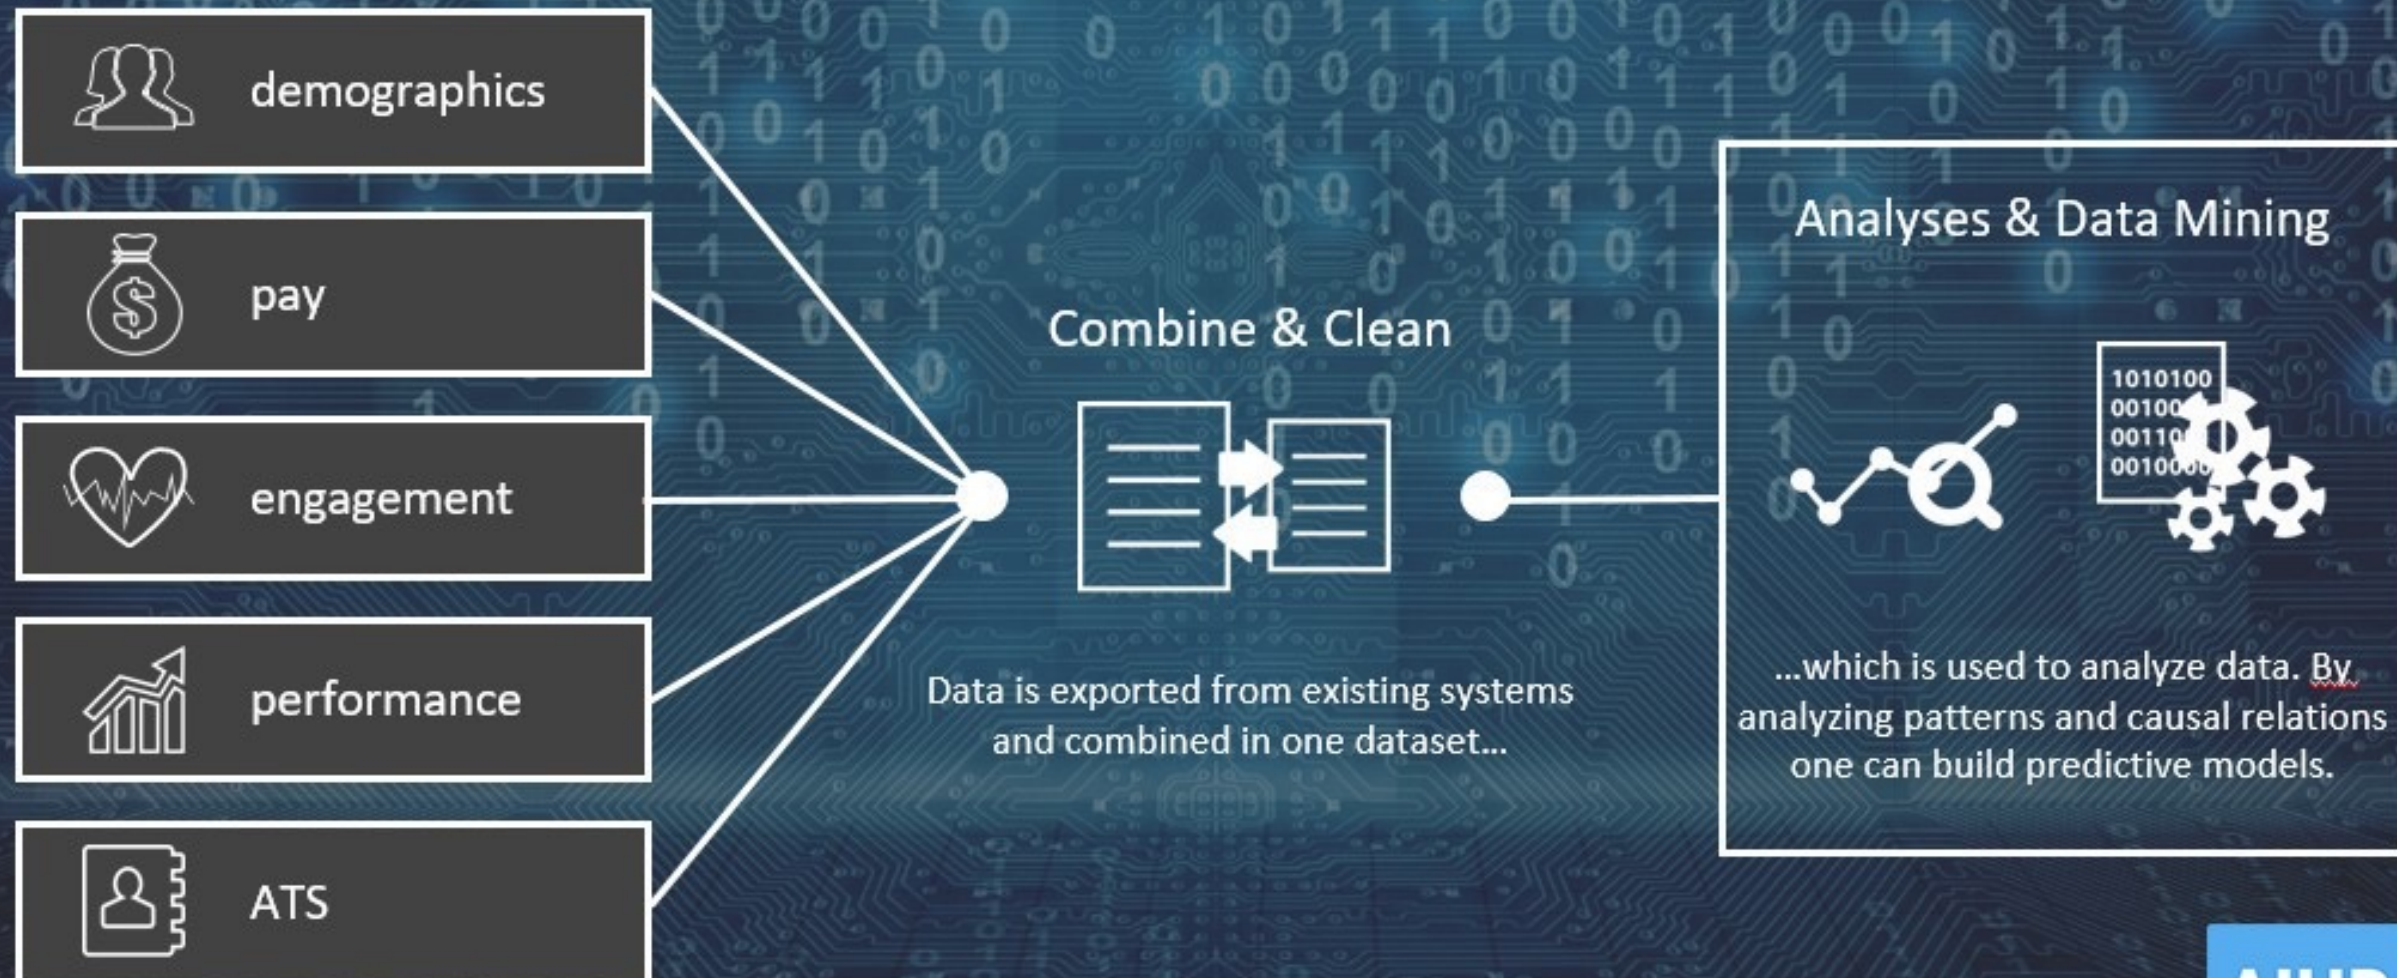 demographics
pay
engagement
performance
ATS
Combine & Clean
Data is exported from existing systems
and combined in one dataset...
Analyses & Data Mining
1010100
...which is used to analyze data. By
analyzing patterns and causal relations
one can build predictive models.